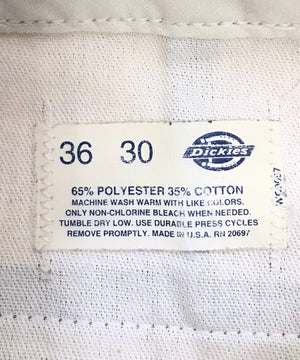 36 30 Dickies
65% POLYESTER 35% COTTON
MACHINE WASH WARM WITH LIKE COLORS.
ONLY NON-CHLORINE BLEACH WHEN NEEDED.
TUMBLE DRY LOW. USE DURABLE PRESS CYCLES
REMOVE PROMPTLY. MADE IN U.S.A. RN 20697